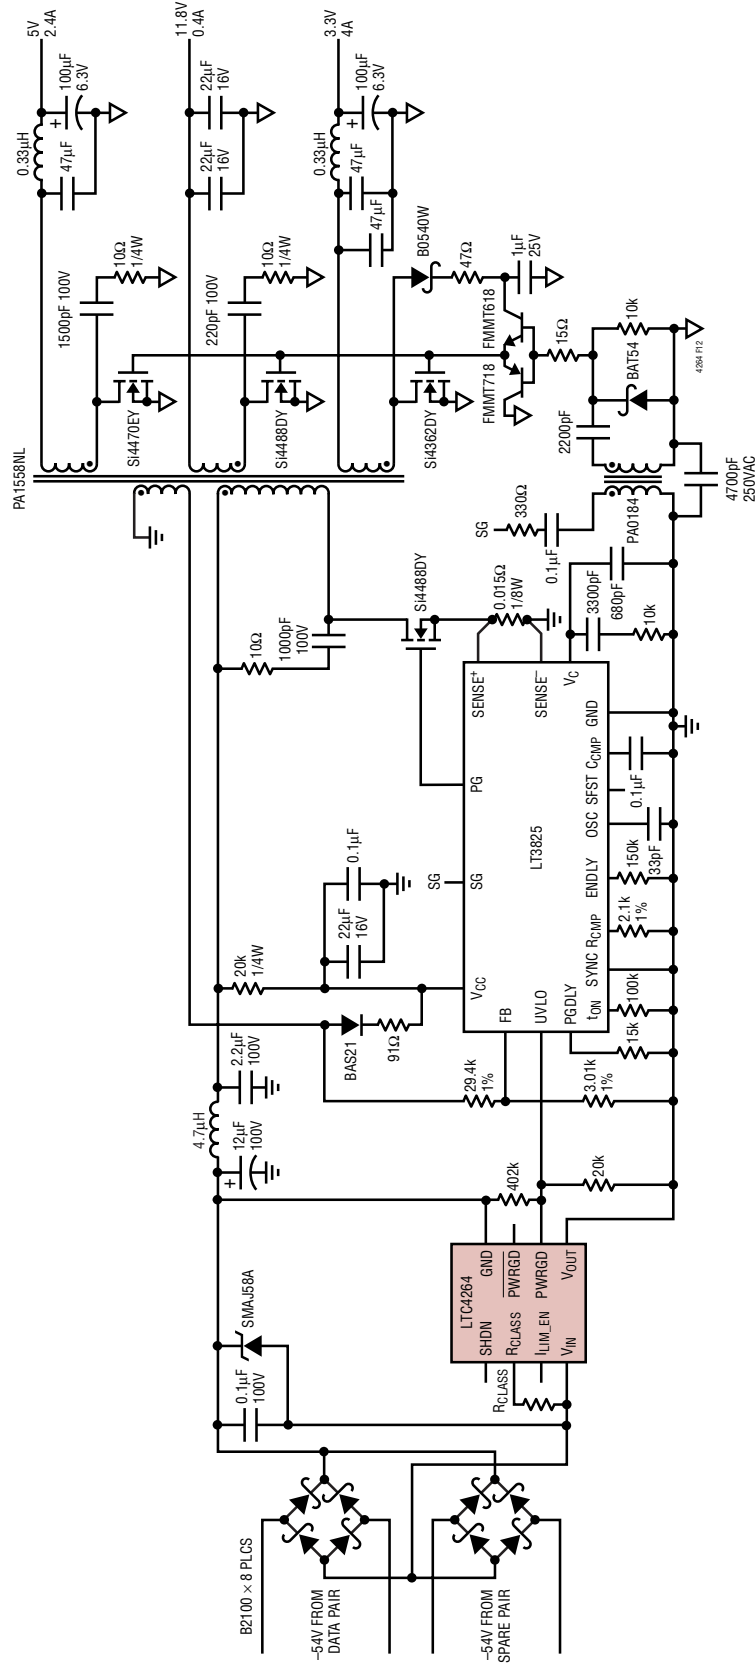 B2100 × 8 PLCS
–54V FROM
DATA PAIR
–54V FROM
SPARE PAIR
0.1µF
100V
SMAJ58A
RCLASS
LTC4264
SHDN
RCLASS
ILIM_EN
VIN
GND
PWRGD
PWRGD
VOUT
402k
20k
12µF
100V
+
4.7µH
2.2µF
100V
29.4k
1%
3.01k
1%
BAS21
91Ω
20k
1/4W
22µF
16V
0.1µF
SG
LT3825
VCC
SG
PG
SENSE+
SENSE–
VC
FB
UVLO
PGDLY
tON
SYNC
RCMP
ENDLY
OSC
SFST
CCMP
GND
15k
100k
2.1k
1%
150k
33pF
0.1µF
10k
3300pF
680pF
10Ω
1000pF
100V
Si4488DY
0.015Ω
1/8W
SG
330Ω
0.1µF
PA0184
4700pF
250VAC
2200pF
BAT54
10k
15Ω
FMMT718
FMMT618
1µF
25V
47Ω
B0540W
PA1558NL
Si4470EY
1500pF 100V
10Ω
1/4W
Si4488DY
220pF 100V
10Ω
1/4W
Si4362DY
47µF
0.33µH
+
100µF
6.3V
5V
2.4A
22µF
16V
22µF
16V
11.8V
0.4A
47µF
47µF
0.33µH
+
100µF
6.3V
3.3V
4A
4264 F12